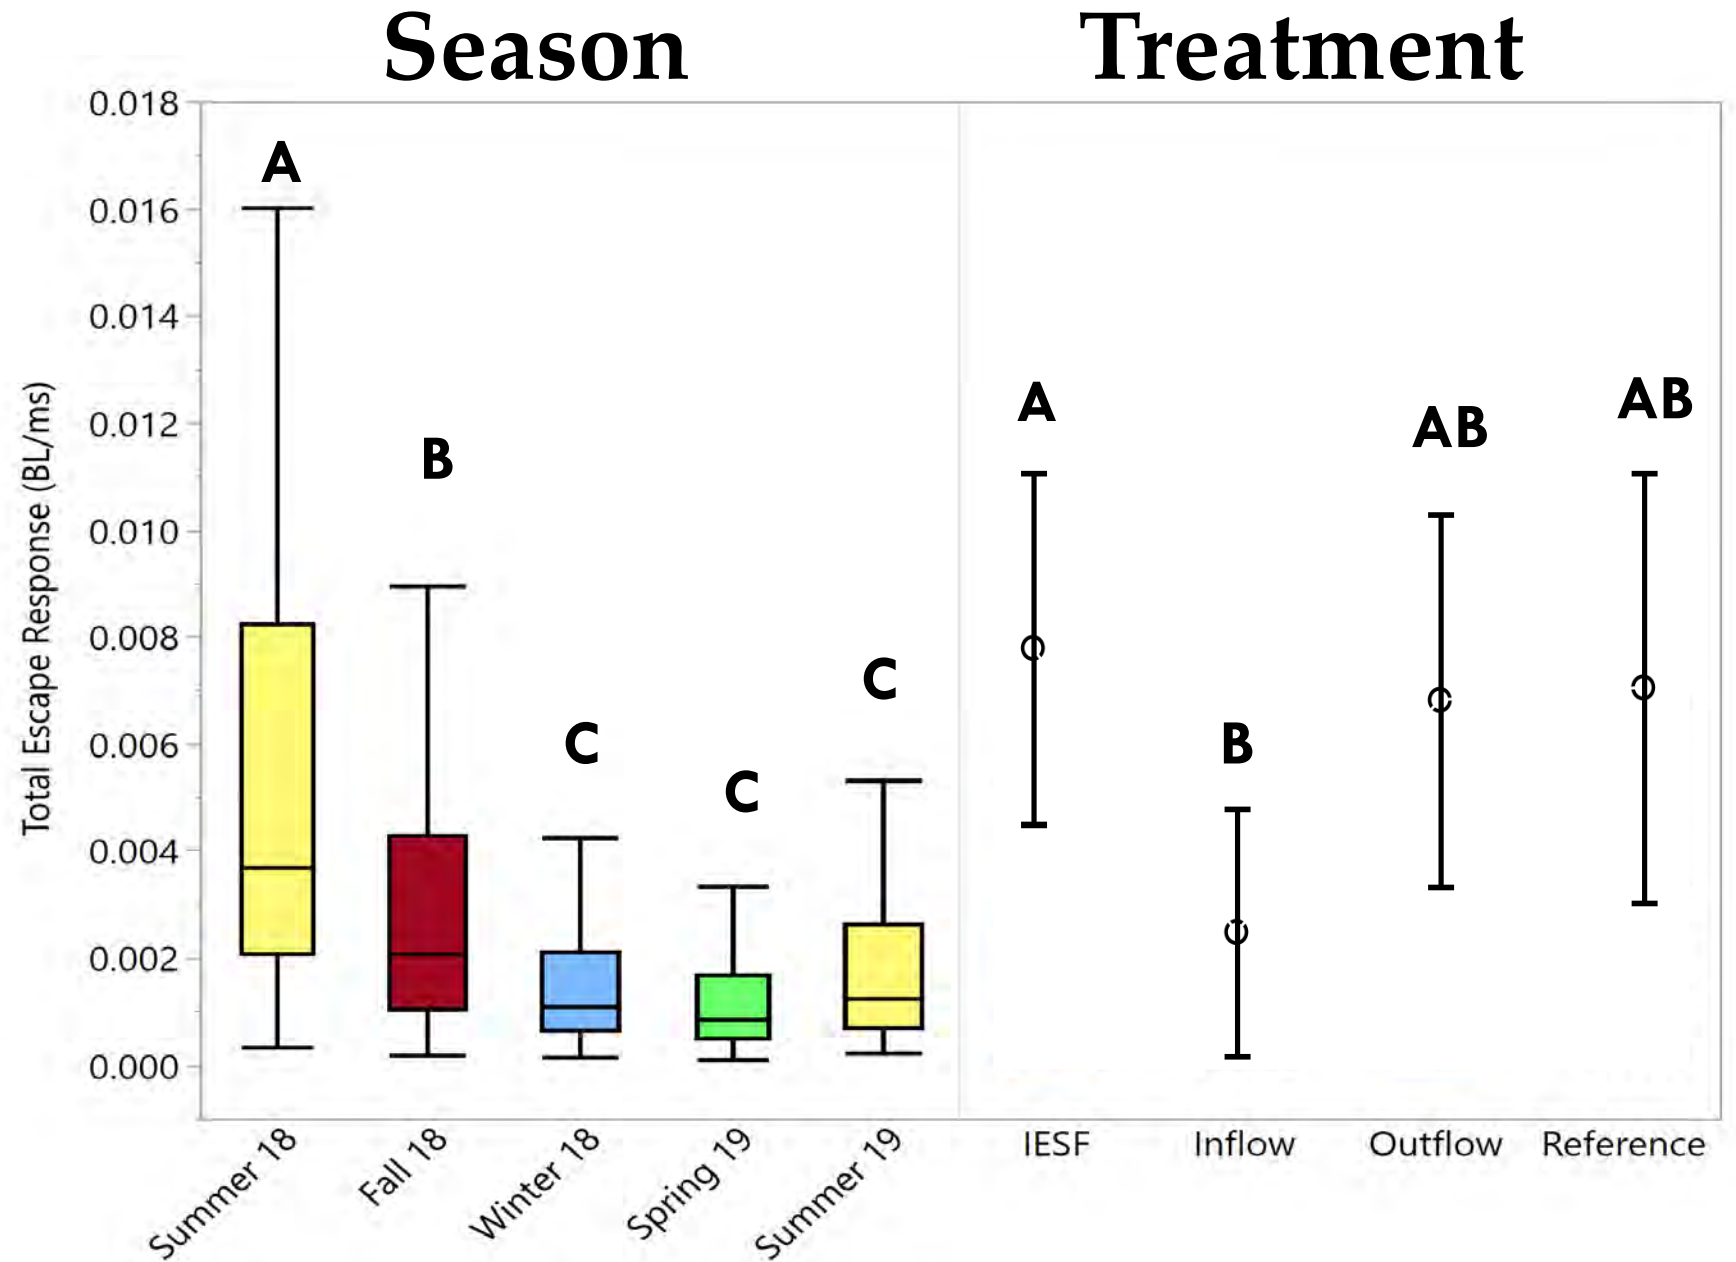 Season
Treatment
Total Escape Response (BL/ms)
0.018
0.016
0.014
0.012
0.010
0.008
0.006
0.004
0.002
0.000
A
B
C
C
C
A
B
AB
AB
Summer 18
Fall 18
Winter 18
Spring 19
Summer 19
IESF
Inflow
Outflow
Reference